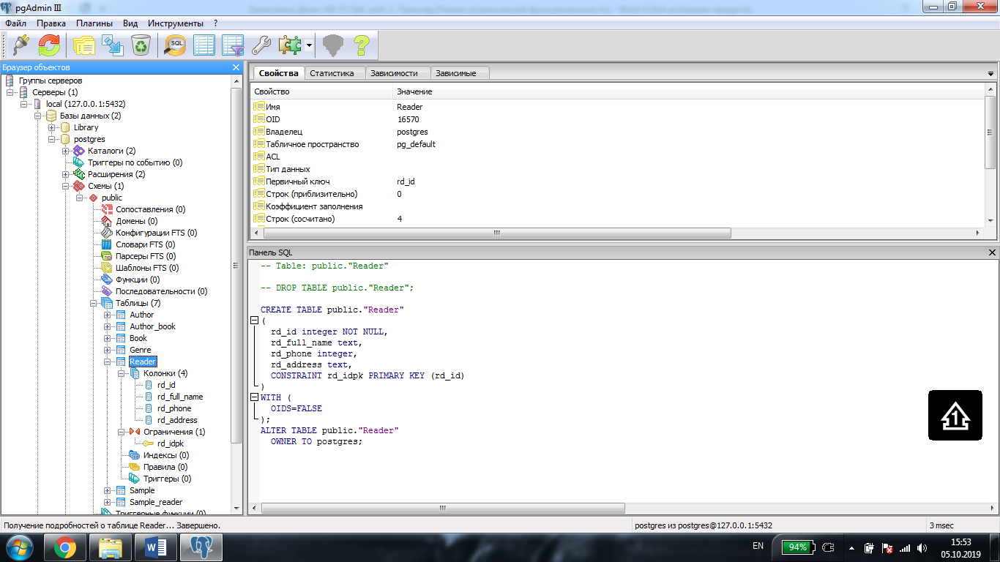 pgAdmin III
Файл Правка Плагины Вид Инструменты ?
SQL
Браузер объектов
Группы серверов
Серверы (1)
local (127.0.0.1:5432)
Базы данных (2)
Library
postgres
Каталоги (2)
Триггеры по событию (0)
Расширения (2)
Схемы (1)
public
Сопоставления (0)
Домены (0)
Конфигурации FTS (0)
Словари FTS (0)
Парсеры FTS (0)
Шаблоны FTS (0)
Функции (0)
Последовательности (0)
Таблицы (7)
Author
Author_book
Book
Genre
Reader
Колонки (4)
rd_id
rd_full_name
rd_phone
rd_address
Ограничения (1)
rd_idpk
Индексы (0)
Правила (0)
Триггеры (0)
Sample
Sample_reader
Триггерные функции (0)
Свойства Статистика Зависимости Зависимые
Свойство Значение
Имя Reader
OID 16570
Владелец postgres
Табличное пространство pg_default
ACL
Тип данных
Первичный ключ rd_id
Строк (приблизительно) 0
Коэффициент заполнения
Строк (сосчитано) 4
Панель SQL
-- Table: public."Reader"
-- DROP TABLE public."Reader";
CREATE TABLE public."Reader"
(
rd_id integer NOT NULL,
rd_full_name text,
rd_phone integer,
rd_address text,
CONSTRAINT rd_idpk PRIMARY KEY (rd_id)
)
WITH (
OIDS=FALSE
);
ALTER TABLE public."Reader"
OWNER TO postgres;
1
Получение подробностей о таблице Reader... Завершено. postgres из postgres@127.0.0.1:5432 3 msec
EN 94% 15:53
05.10.2019